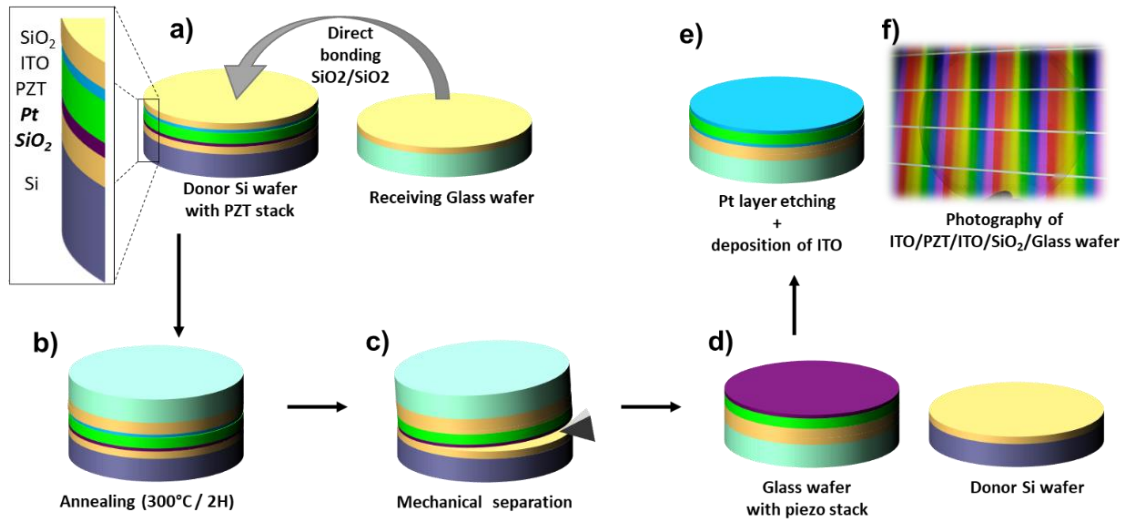 a)
SiO2
ITO
PZT
Pt
SiO2
Si
Direct
bonding
SiO2/SiO2
Donor Si wafer
with PZT stack
Receiving Glass wafer
e)
Pt layer etching
+
deposition of ITO
f)
Photography of
ITO/PZT/ITO/SiO2/Glass wafer
b)
Annealing (300°C / 2H)
c)
Mechanical separation
d)
Glass wafer
with piezo stack
Donor Si wafer